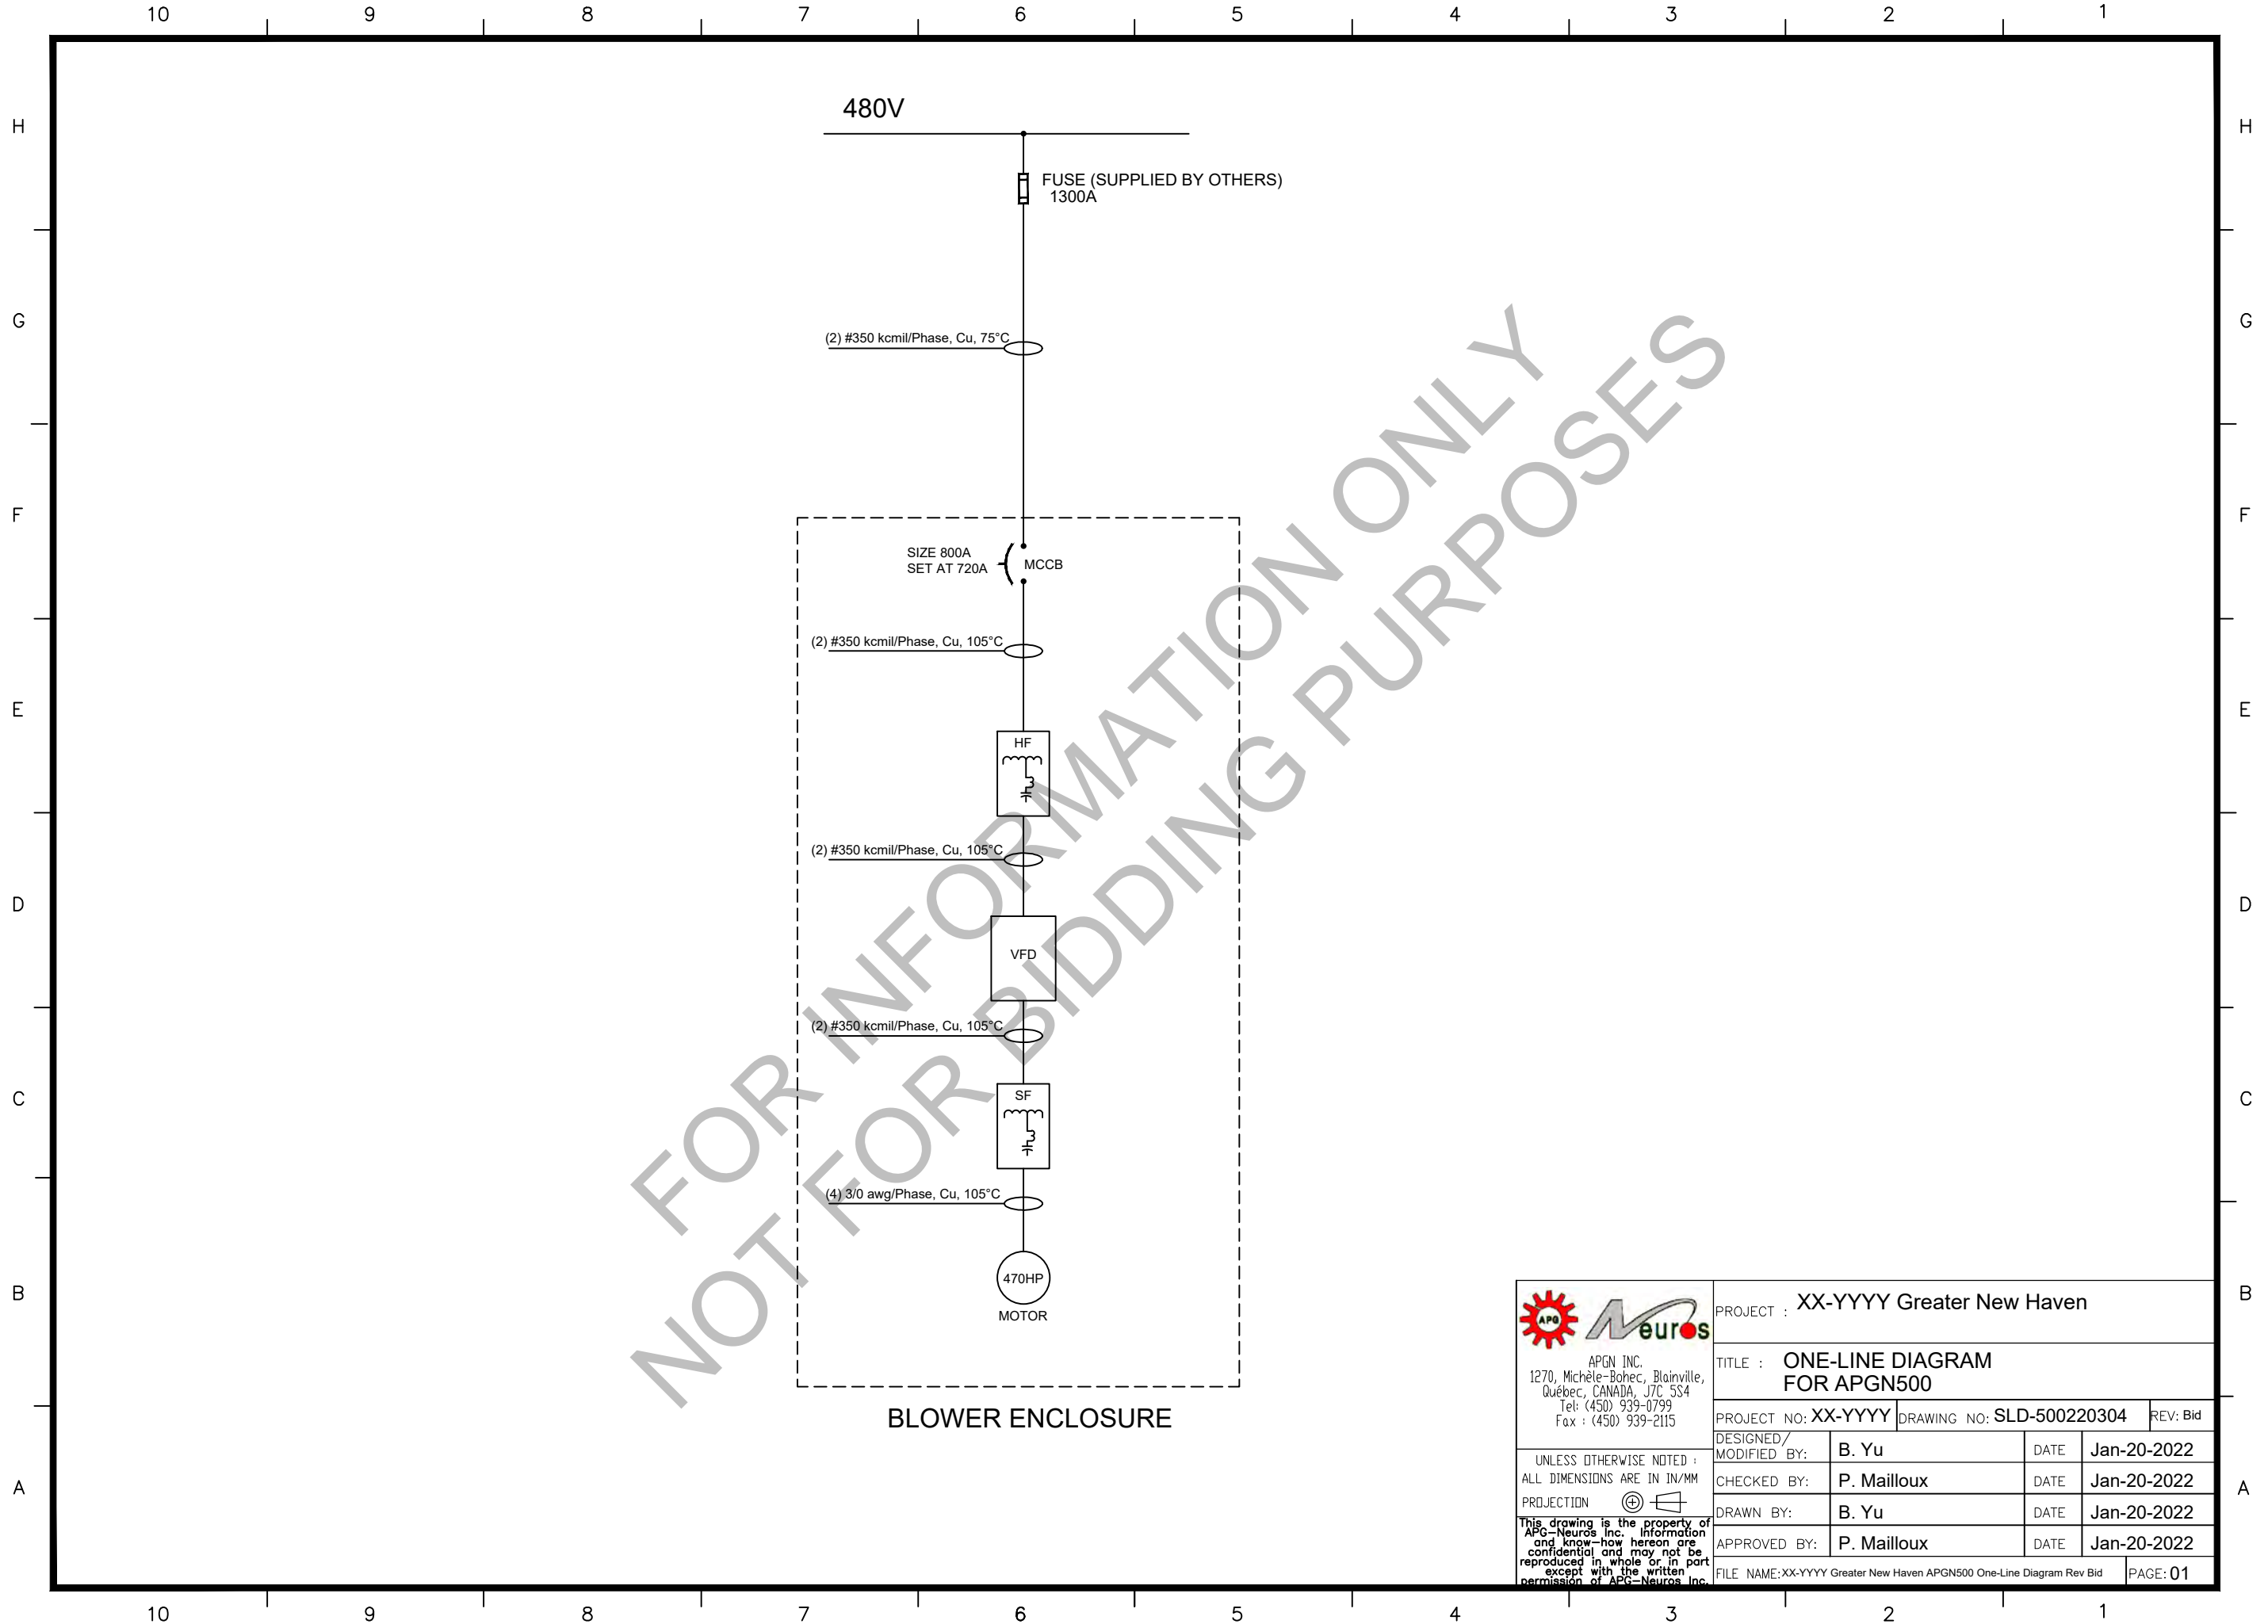 10 9 8 7 6 5 4 3 2 1
H H
G G
F F
E E
D D
C C
B B
A A
480V
FUSE (SUPPLIED BY OTHERS)
1300A
(2) #350 kcmil/Phase, Cu, 75°C
SIZE 800A
SET AT 720A
MCCB
(2) #350 kcmil/Phase, Cu, 105°C
HF
(2) #350 kcmil/Phase, Cu, 105°C
VFD
(2) #350 kcmil/Phase, Cu, 105°C
SF
(4) 3/0 awg/Phase, Cu, 105°C
470HP
MOTOR
BLOWER ENCLOSURE
FOR INFORMATION ONLY
NOT FOR BIDDING PURPOSES
APG Neuros
APGN INC.
1270, Michèle-Bohec, Blainville,
Québec, CANADA, J7C 5S4
Tel: (450) 939-0799
Fax : (450) 939-2115
UNLESS OTHERWISE NOTED :
ALL DIMENSIONS ARE IN IN/MM
PROJECTION
This drawing is the property of
APG-Neuros Inc. Information
and know-how hereon are
confidential and may not be
reproduced in whole or in part
except with the written
permission of APG-Neuros Inc.
PROJECT : XX-YYYY Greater New Haven
TITLE : ONE-LINE DIAGRAM
FOR APGN500
PROJECT NO: XX-YYYY DRAWING NO: SLD-500220304 REV: Bid
DESIGNED/
MODIFIED BY: B. Yu DATE Jan-20-2022
CHECKED BY: P. Mailloux DATE Jan-20-2022
DRAWN BY: B. Yu DATE Jan-20-2022
APPROVED BY: P. Mailloux DATE Jan-20-2022
FILE NAME: XX-YYYY Greater New Haven APGN500 One-Line Diagram Rev Bid PAGE: 01
10 9 8 7 6 5 4 3 2 1